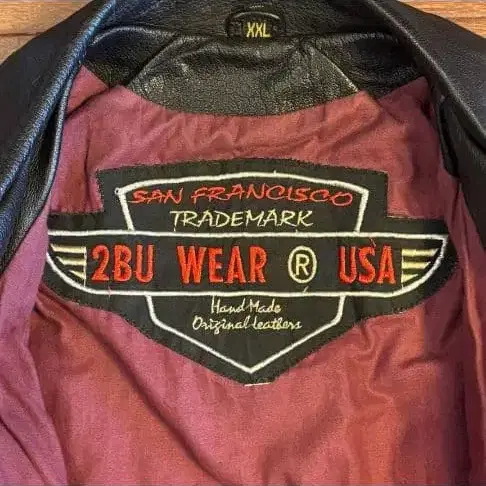 XXL
SAN FRANCISCO
TRADEMARK
2BU WEAR ® USA
Hand Made
Original Leathers